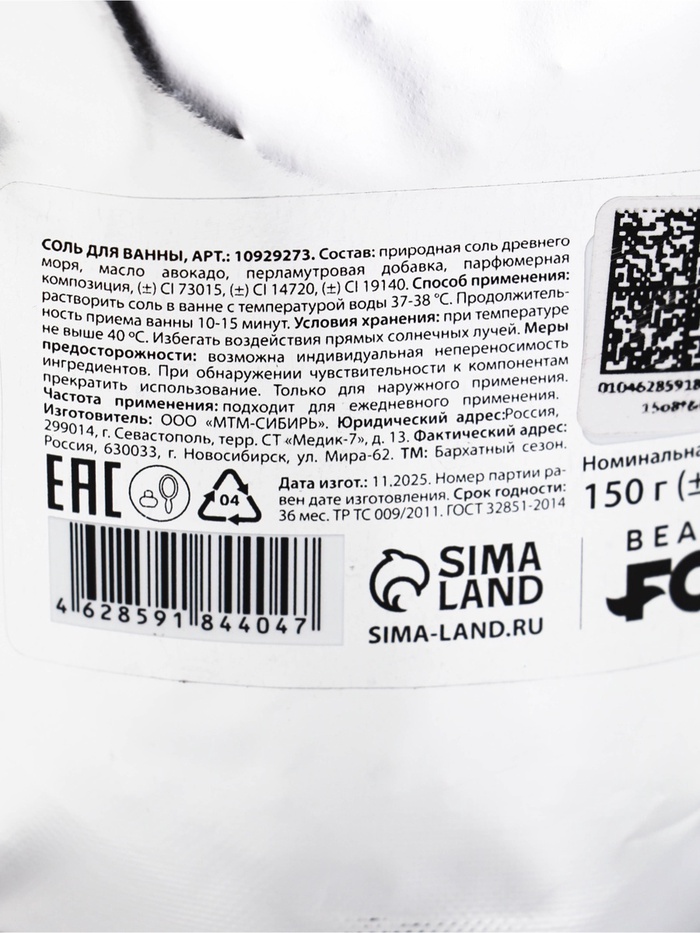 СОЛЬ ДЛЯ ВАННЫ, АРТ.: 10929273. Состав: природная соль древнего
моря, масло авокадо, перламутровая добавка, парфюмерная
композиция, (±) CI 73015, (±) CI 14720, (±) CI 19140. Способ применения:
растворить соль в ванне с температурой воды 37-38 °С. Продолжитель-
ность приема ванны 10-15 минут. Условия хранения: при температуре
не выше 40 °С. Избегать воздействия прямых солнечных лучей. Меры
предосторожности: возможна индивидуальная непереносимость
ингредиентов. При обнаружении чувствительности к компонентам
прекратить использование. Только для наружного применения.
Частота применения: подходит для ежедневного применения.
Изготовитель: ООО «МТМ-СИБИРЬ». Юридический адрес:Россия,
299014, г. Севастополь, терр. СТ «Медик-7», д. 13. Фактический адрес:
Россия, 630033, г. Новосибирск, ул. Мира-62. ТМ: Бархатный сезон.
EAC
04
Дата изгот.: 11.2025. Номер партии ра-
вен дате изготовления. Срок годности:
36 мес. ТР ТС 009/2011. ГОСТ 32851-2014
4 628591 844047
SIMA
LAND
SIMA-LAND.RU
01046285918
Номинальна
150 г (±
BEA
FO